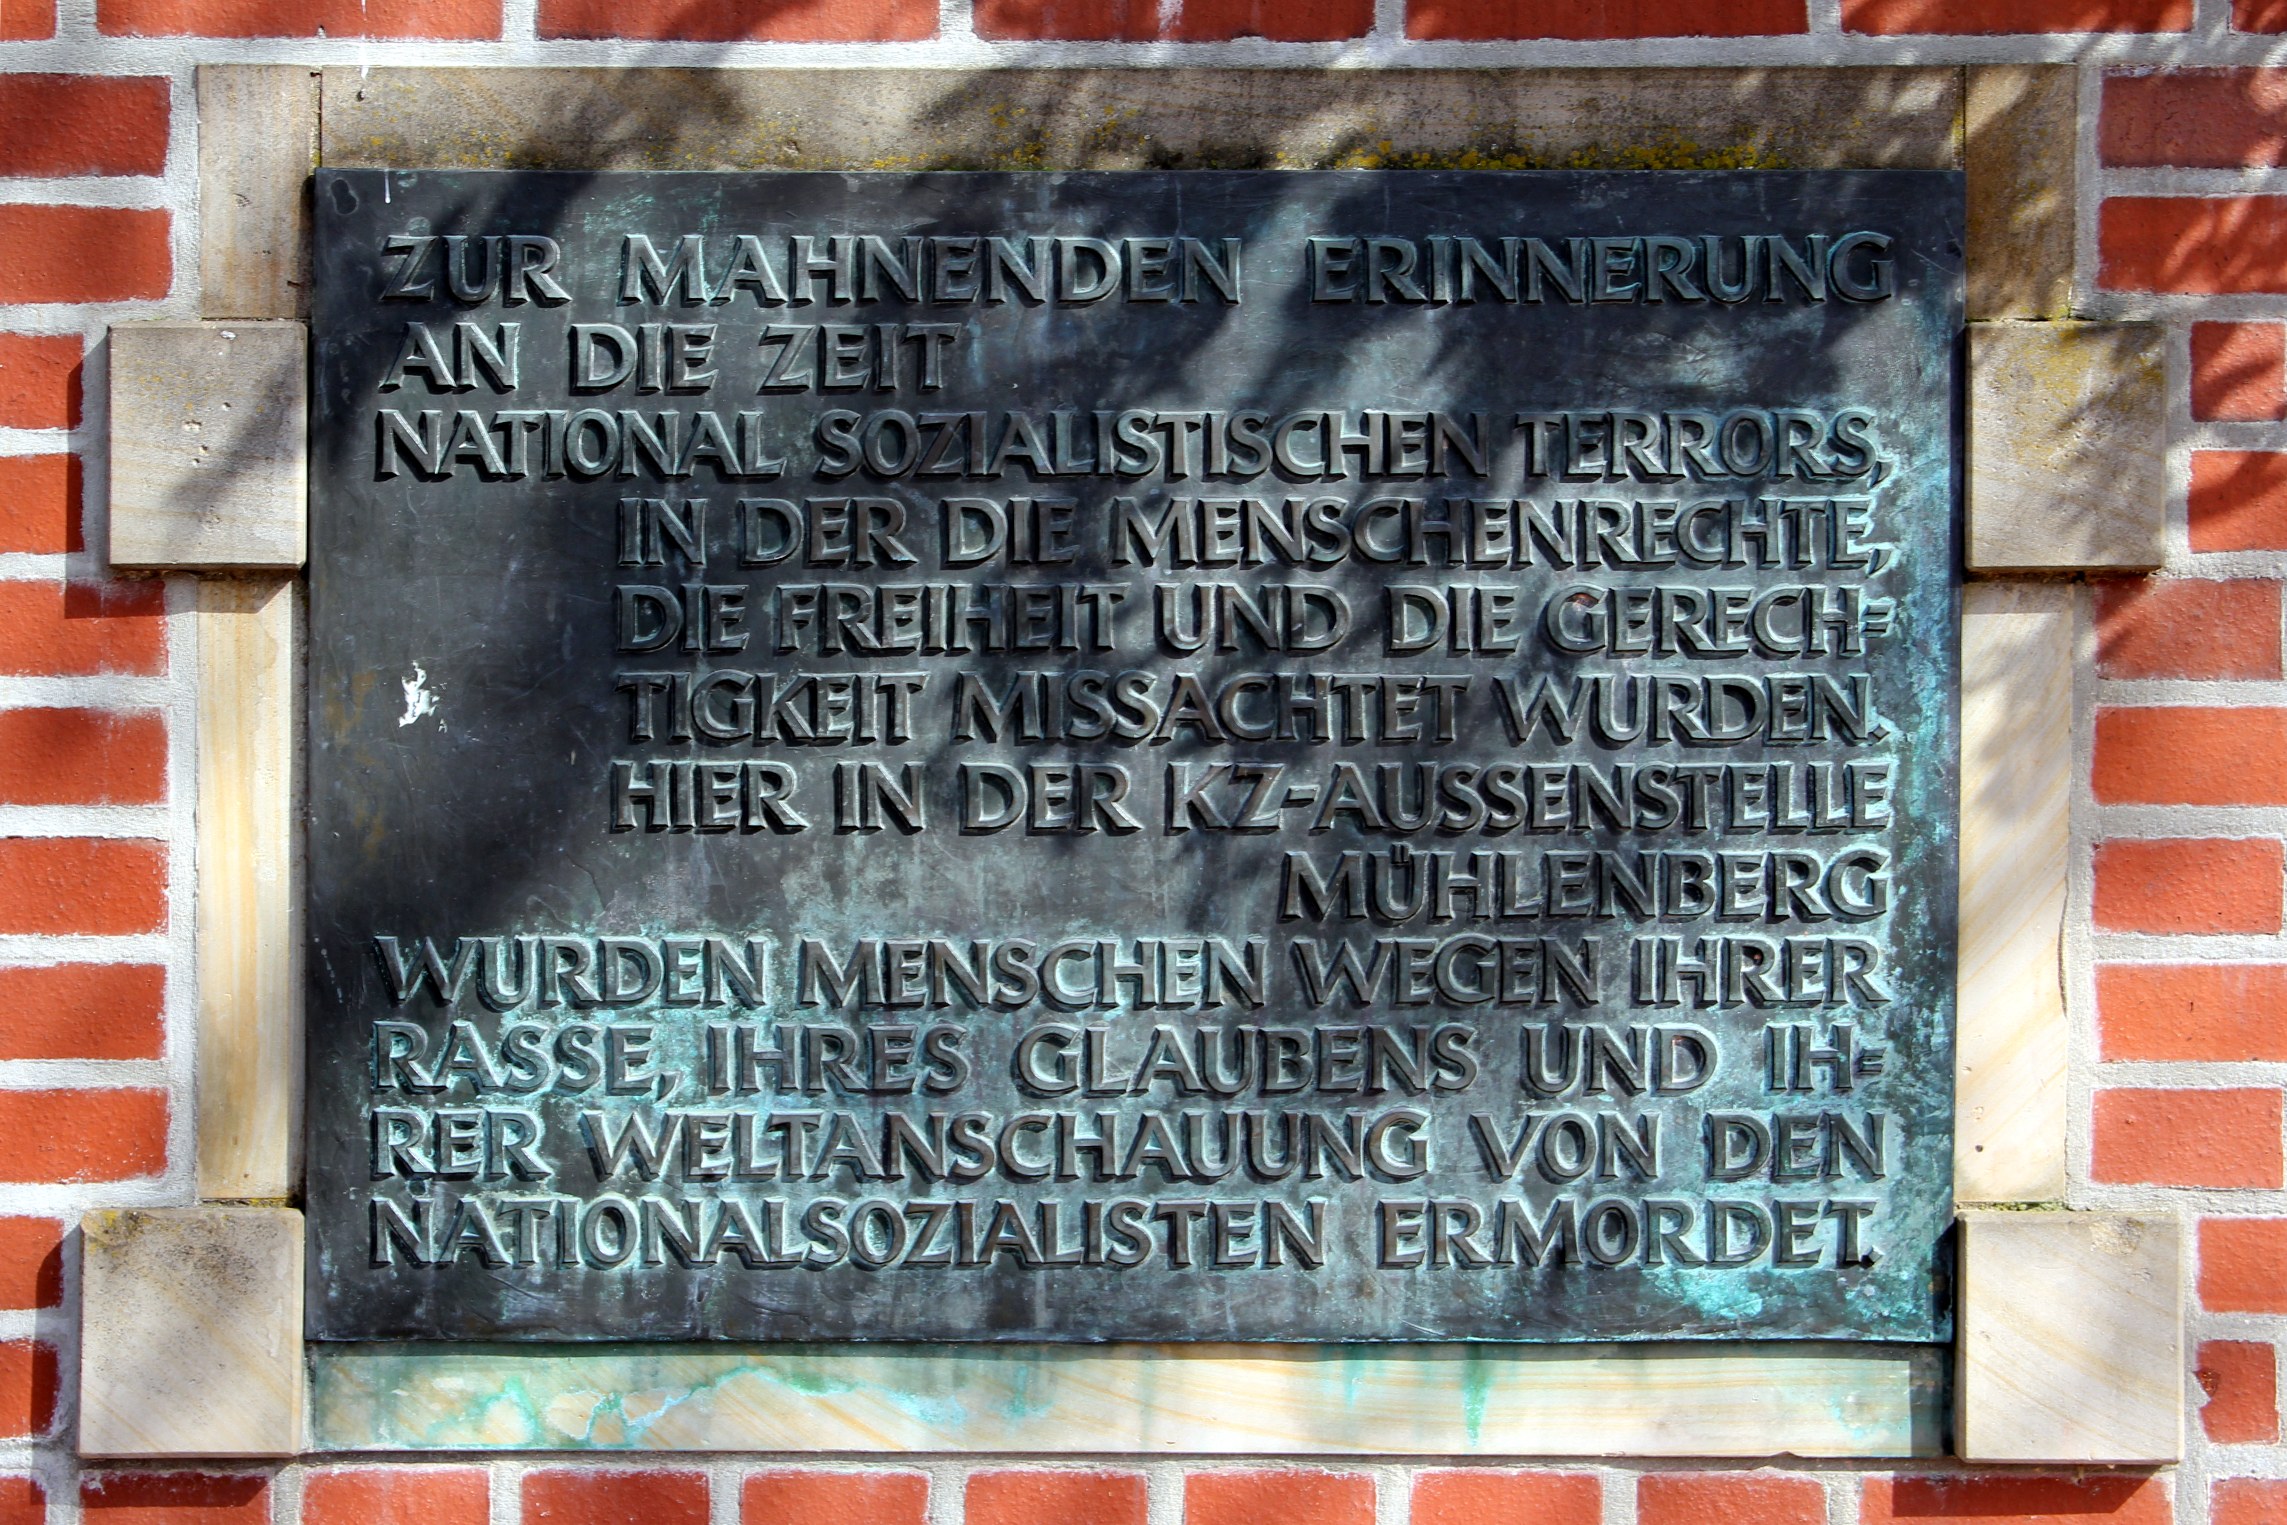 ZUR MAHNENDEN ERINNERUNG
AN DIE ZEIT
NATIONAL SOZIALISTISCHEN TERRORS,
IN DER DIE MENSCHENRECHTE,
DIE FREIHEIT UND DIE GERECH=
TIGKEIT MISSACHTET WURDEN.
HIER IN DER KZ-AUSSENSTELLE
MÜHLENBERG
WURDEN MENSCHEN WEGEN IHRER
RASSE, IHRES GLAUBENS UND IH=
RER WELTANSCHAUUNG VON DEN
NATIONALSOZIALISTEN ERMORDET.